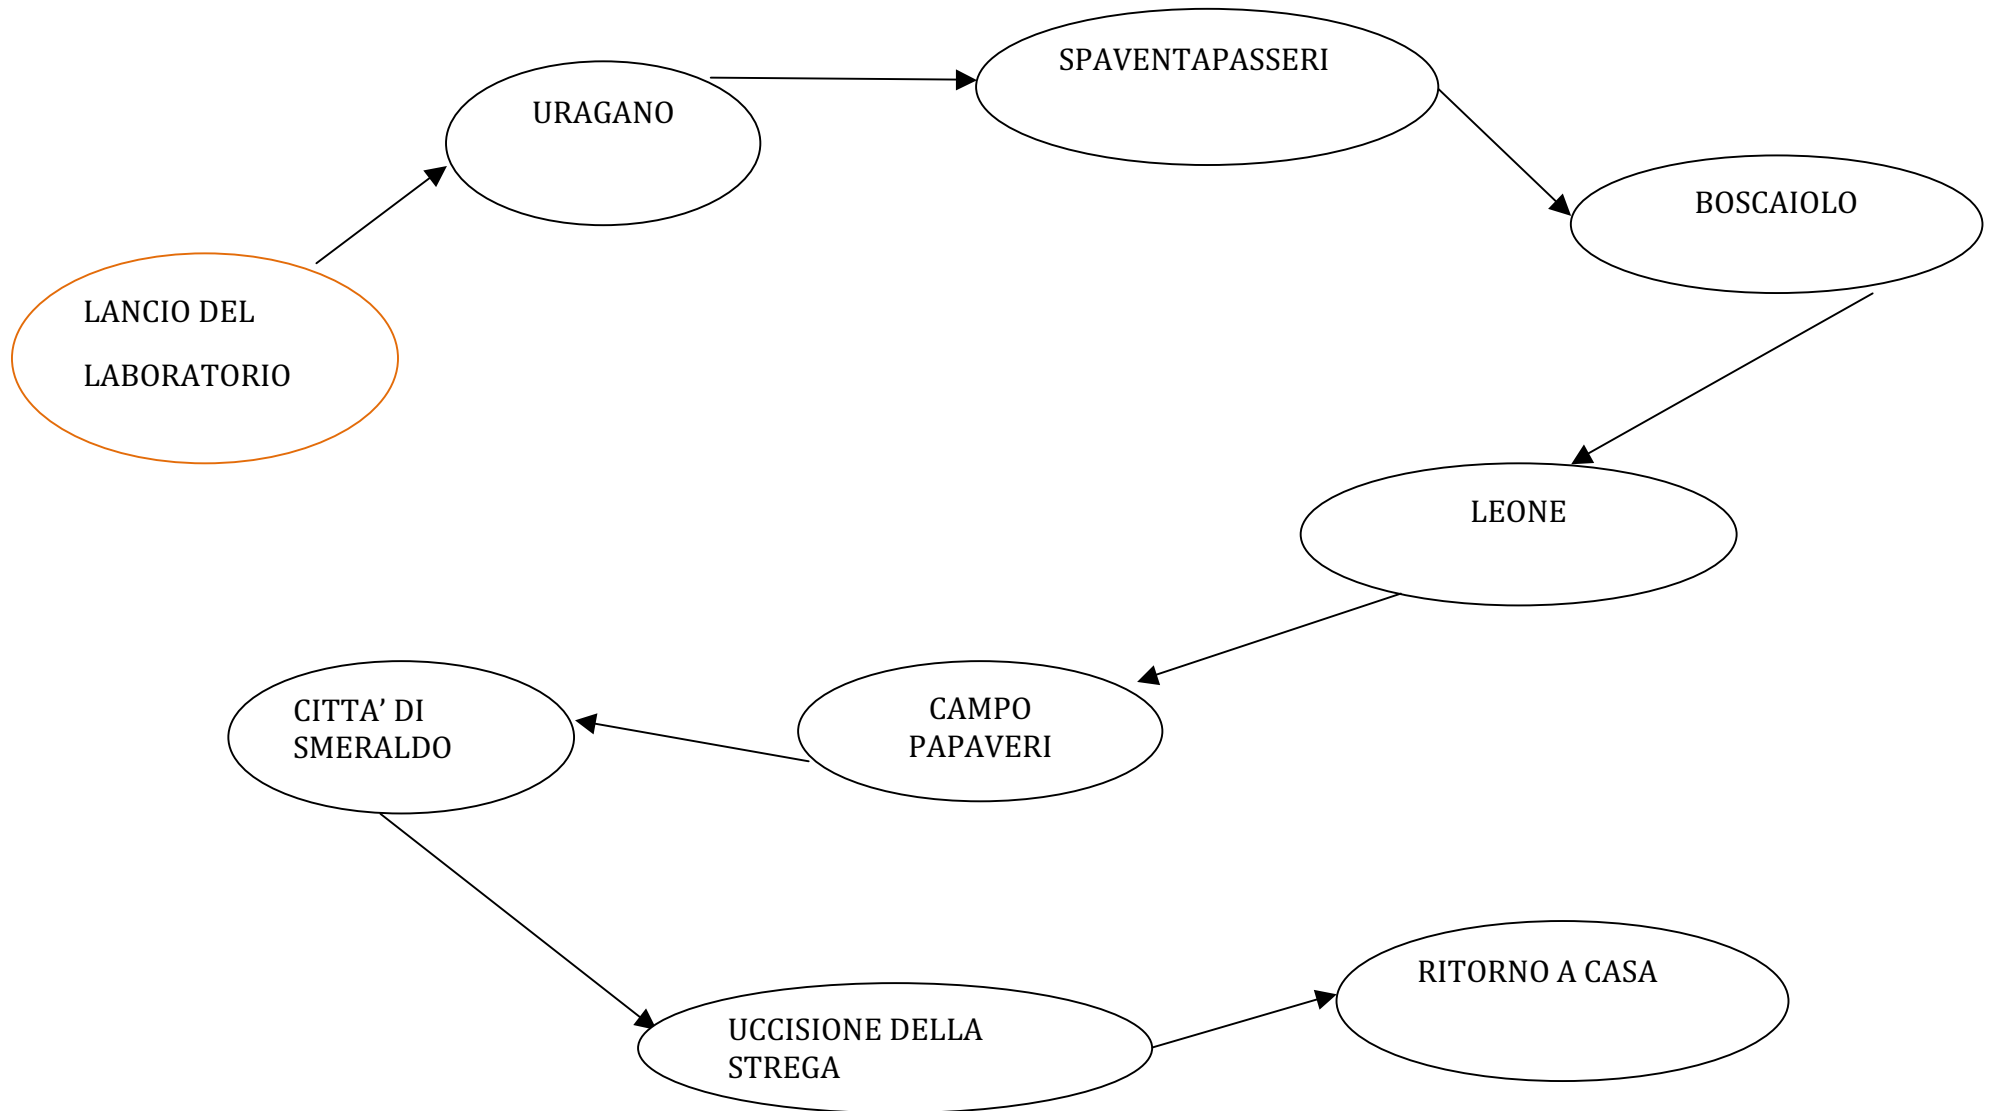 LANCIO DEL
LABORATORIO
URAGANO
SPAVENTAPASSERI
BOSCAIOLO
LEONE
CAMPO
PAPAVERI
CITTA’ DI
SMERALDO
UCCISIONE DELLA
STREGA
RITORNO A CASA